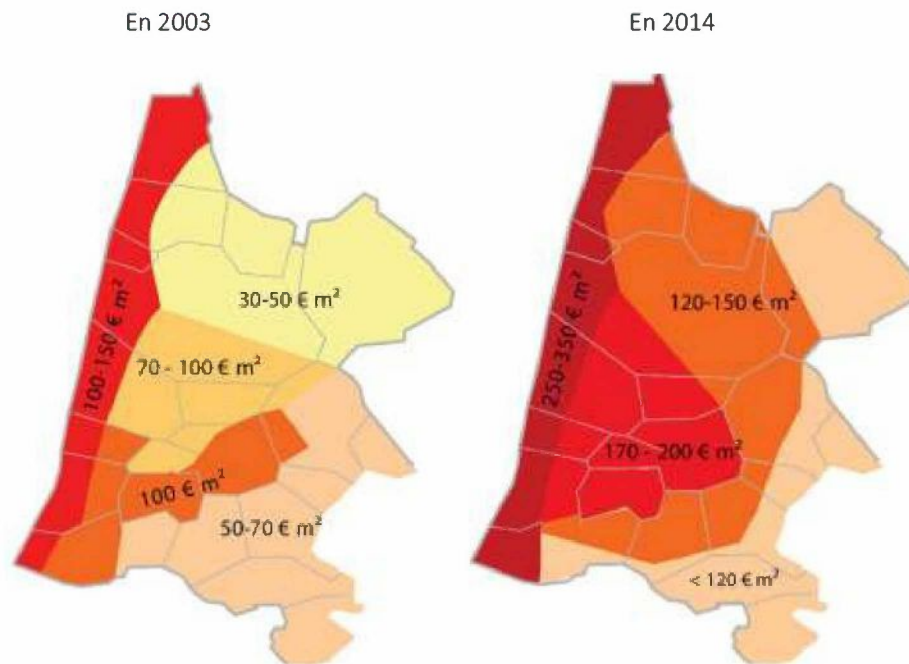 En 2003
En 2014
30-50 € m²
100-150 € m²
70 - 100 € m²
100 € m²
50-70 € m²
120-150 € m²
250-350 € m²
170 - 200 € m²
< 120 € m²